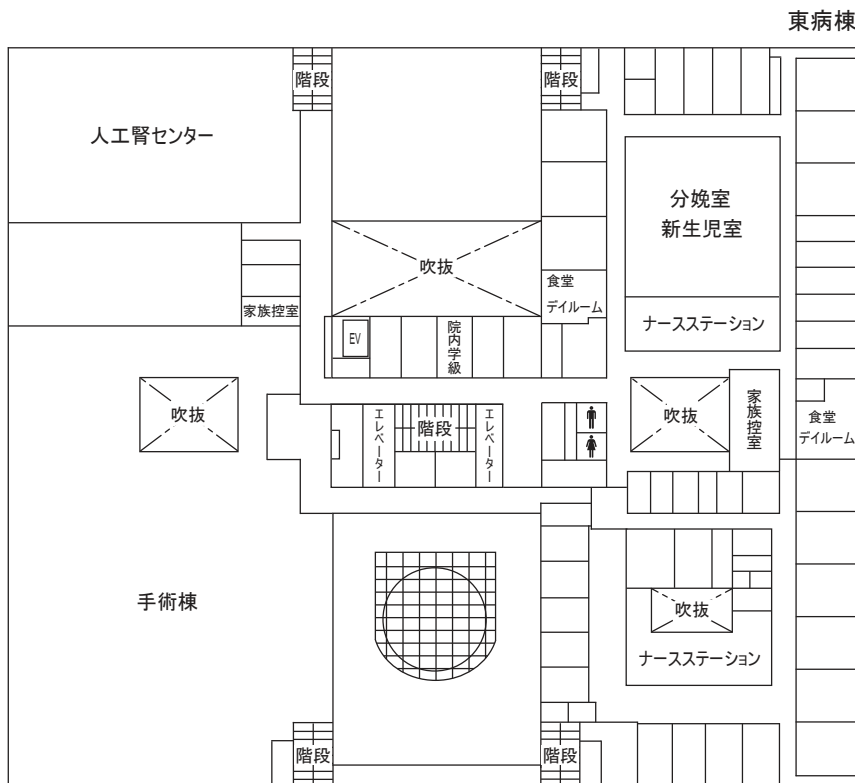 東病棟
階段
階段
人工腎センター
分娩室
新生児室
吹抜
食堂
デイルーム
家族控室
ナースステーション
EV
院内学級
吹抜
エレベーター
階段
エレベーター
吹抜
家族控室
食堂
デイルーム
手術棟
吹抜
ナースステーション
階段
階段